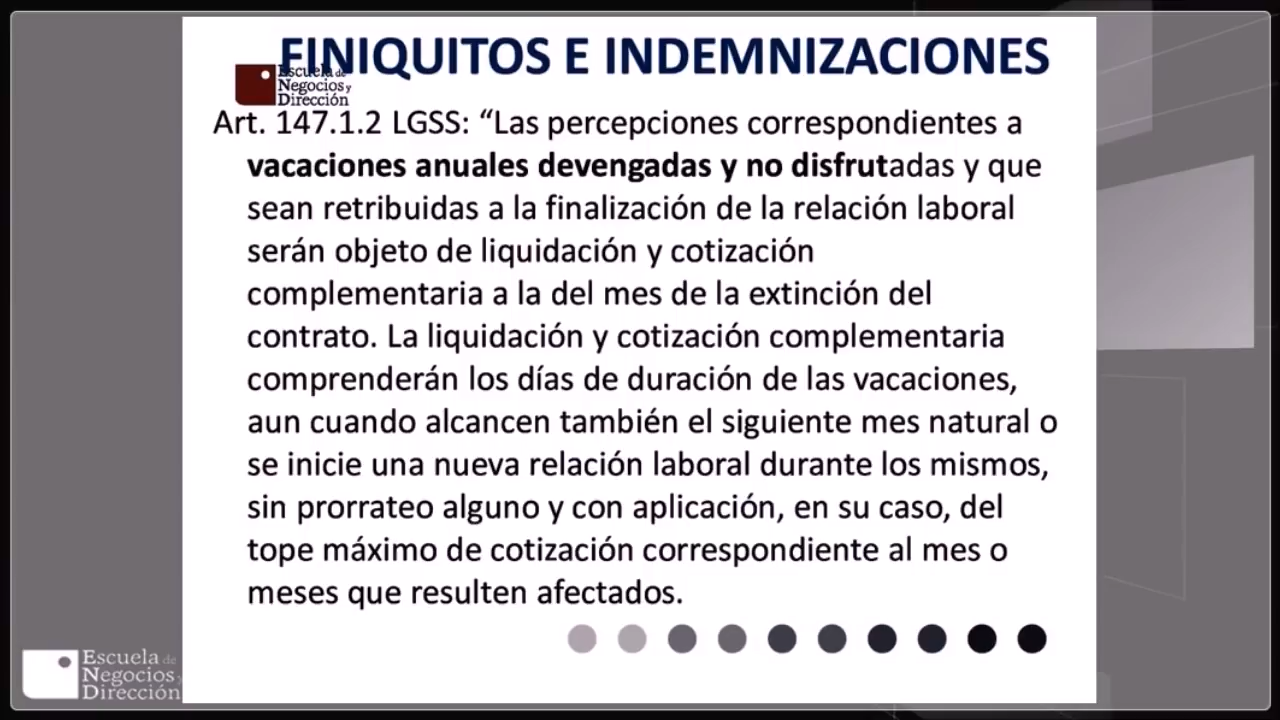 FINIQUITOS E INDEMNIZACIONES
Escuela de
Negocios y
Dirección
Art. 147.1.2 LGSS: “Las percepciones correspondientes a
vacaciones anuales devengadas y no disfrutadas y que
sean retribuidas a la finalización de la relación laboral
serán objeto de liquidación y cotización
complementaria a la del mes de la extinción del
contrato. La liquidación y cotización complementaria
comprenderán los días de duración de las vacaciones,
aun cuando alcancen también el siguiente mes natural o
se inicie una nueva relación laboral durante los mismos,
sin prorrateo alguno y con aplicación, en su caso, del
tope máximo de cotización correspondiente al mes o
meses que resulten afectados.
Escuela de
Negocios y
Dirección